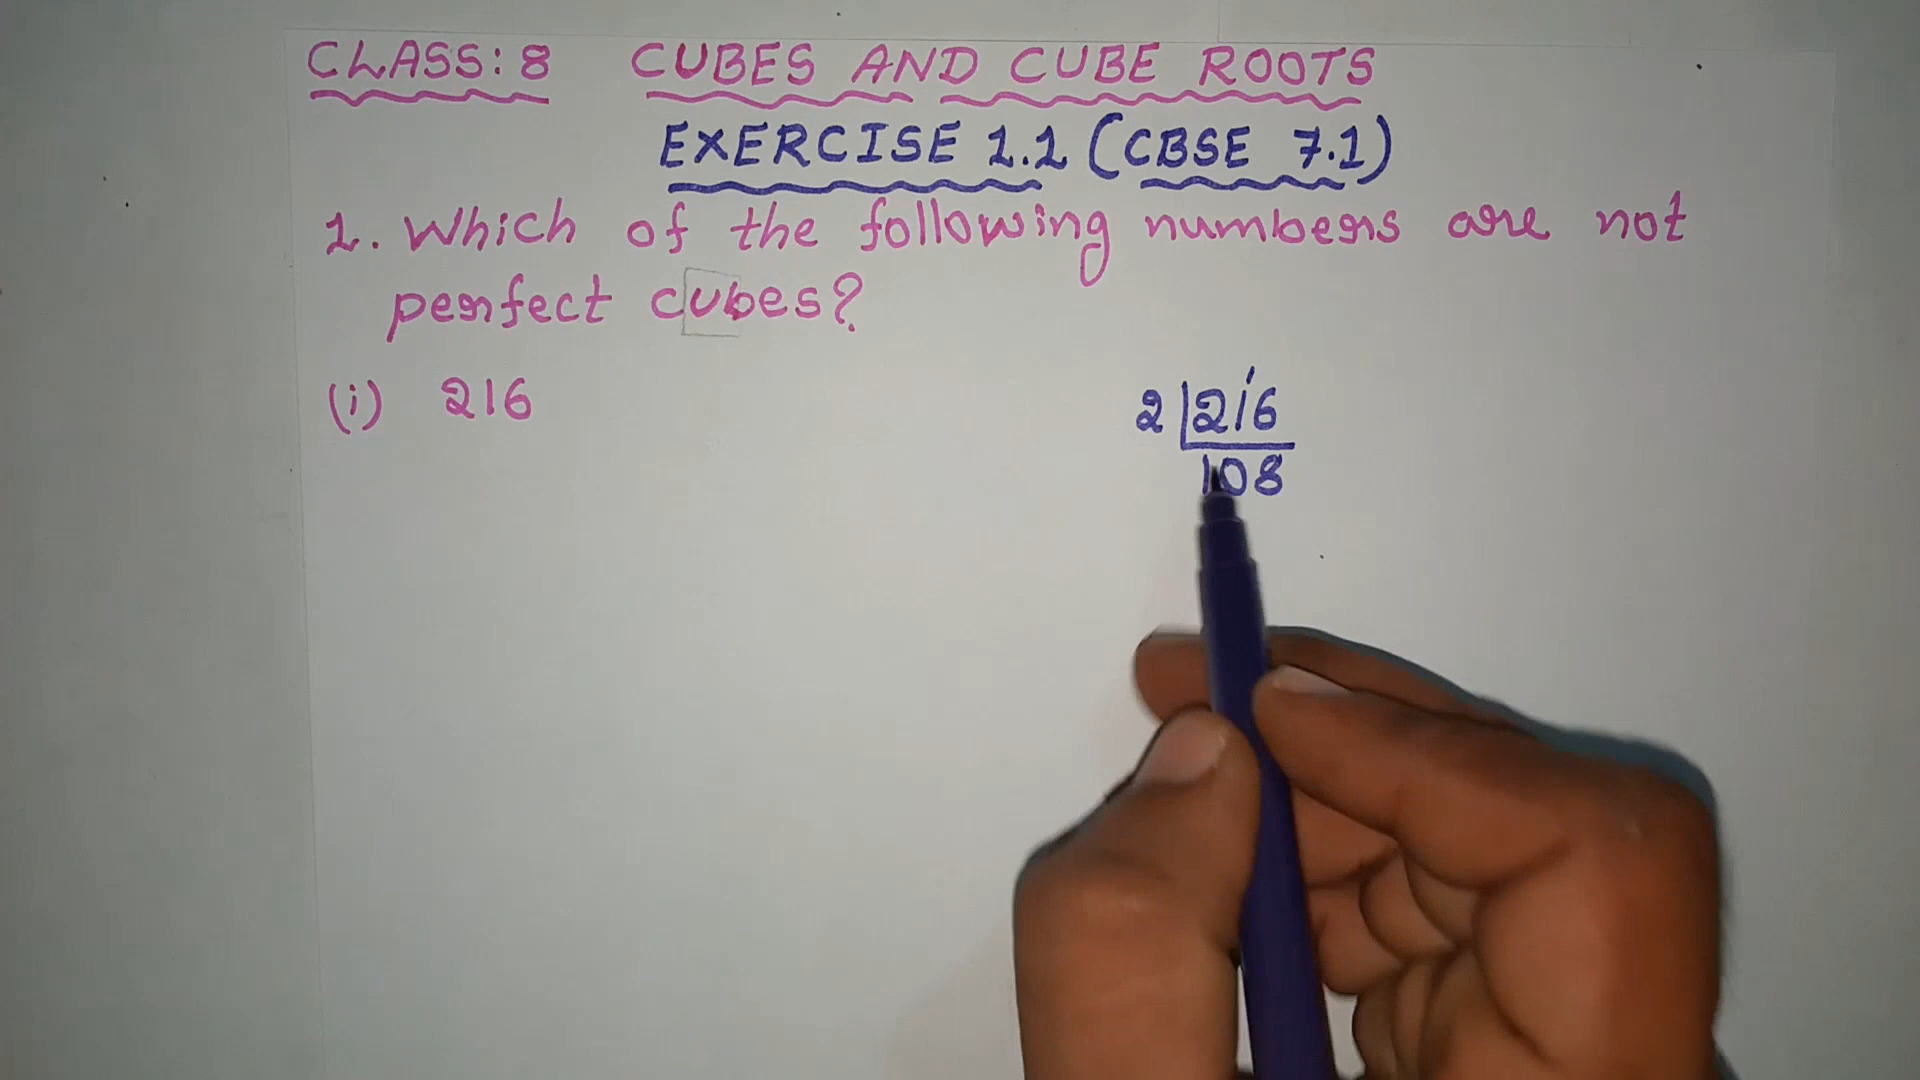 CLASS: 8 CUBES AND CUBE ROOTS
EXERCISE 1.1 (CBSE 7.1)
1. Which of the following numbers are not
perfect cubes?
(i) 216
2 216
108